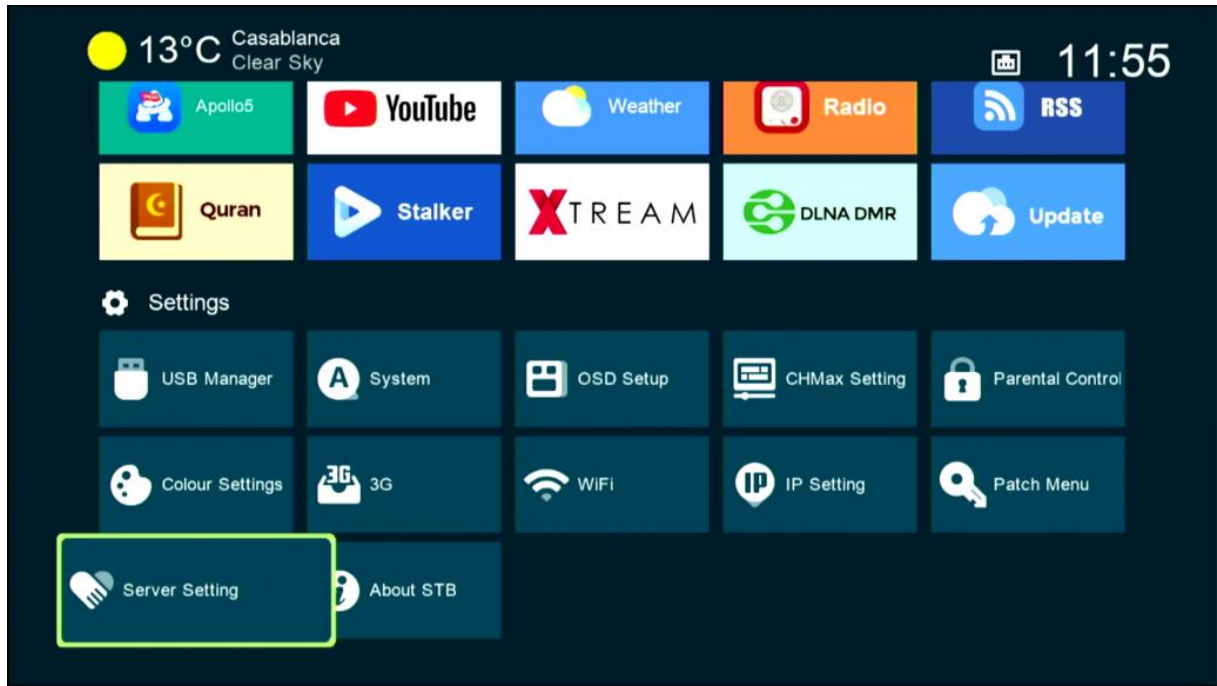 13°C
Casablanca
Clear Sky
11:55
Apollo5
YouTube
Weather
Radio
RSS
Quran
Stalker
XTREAM
DLNA DMR
Update
Settings
USB Manager
A
System
OSD Setup
CHMax Setting
Parental Control
Colour Settings
3G
3G
WiFi
IP
IP Setting
Patch Menu
Server Setting
i
About STB